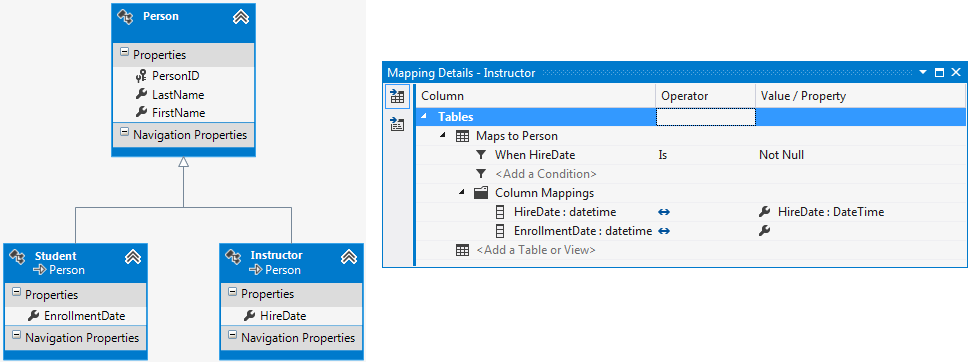 Person
Properties
PersonID
LastName
FirstName
Navigation Properties
Student
Person
Properties
EnrollmentDate
Navigation Properties
Instructor
Person
Properties
HireDate
Navigation Properties
Mapping Details - Instructor
Column Operator Value / Property
Tables
Maps to Person
When HireDate Is Not Null
<Add a Condition>
Column Mappings
HireDate : datetime HireDate : DateTime
EnrollmentDate : datetime
<Add a Table or View>